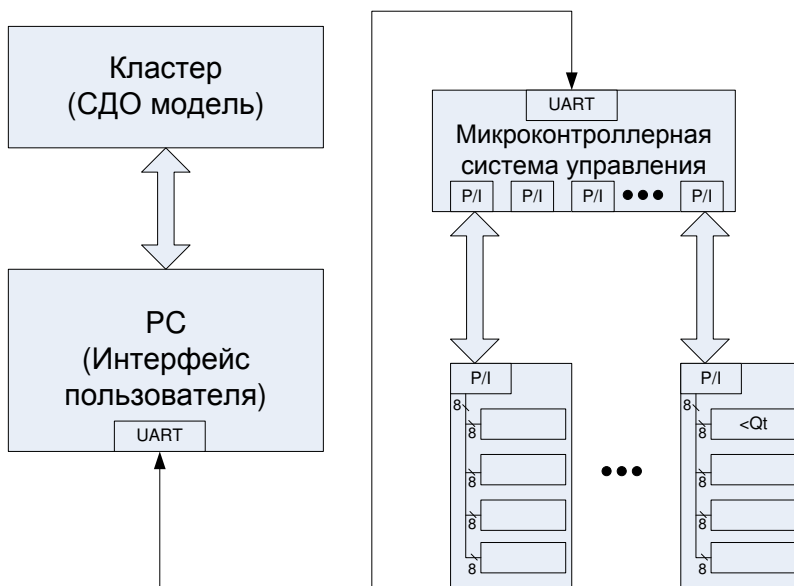 Кластер
(СДО модель)
PC
(Интерфейс
пользователя)
UART
UART
Микроконтроллерная
система управления
P/I
P/I
P/I
P/I
P/I
8
8
8
8
8
P/I
8
8
<Qt
8
8
8